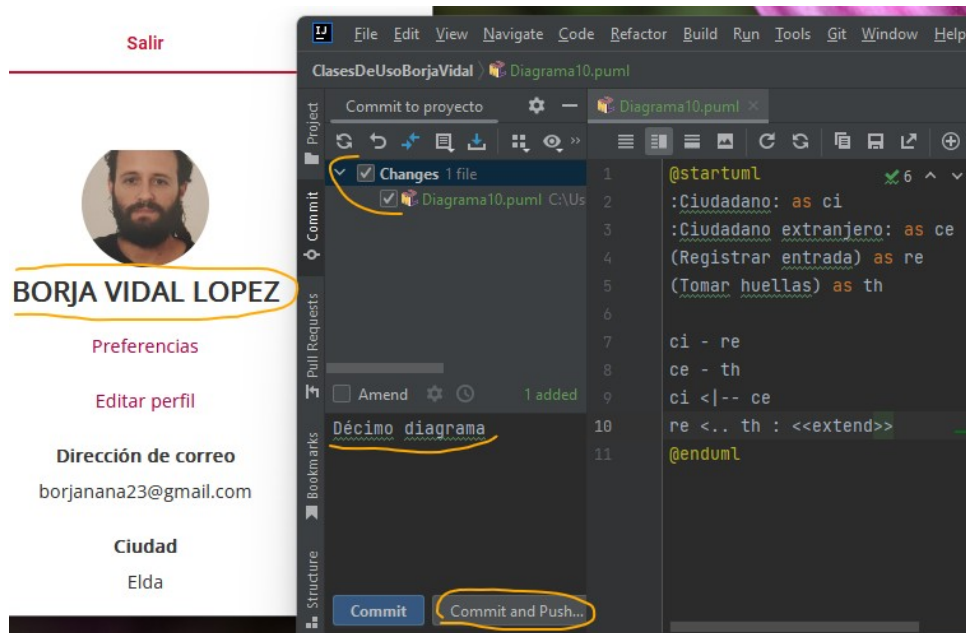 Salir
BORJA VIDAL LOPEZ
Preferencias
Editar perfil
Dirección de correo
borjanana23@gmail.com
Ciudad
Elda
IJ File Edit View Navigate Code Refactor Build Run Tools Git Window Help
ClasesDeUsoBorjaVidal Diagrama10.puml
Project
Commit
Pull Requests
Bookmarks
Structure
Commit to proyecto
Changes 1 file
Diagrama10.puml C:\Us
Amend 1 added
Décimo diagrama
Commit Commit and Push...
Diagrama10.puml
6
1 @startuml
2 :Ciudadano: as ci
3 :Ciudadano extranjero: as ce
4 (Registrar entrada) as re
5 (Tomar huellas) as th
6
7 ci - re
8 ce - th
9 ci <|-- ce
10 re <.. th : <<extend>>
11 @enduml